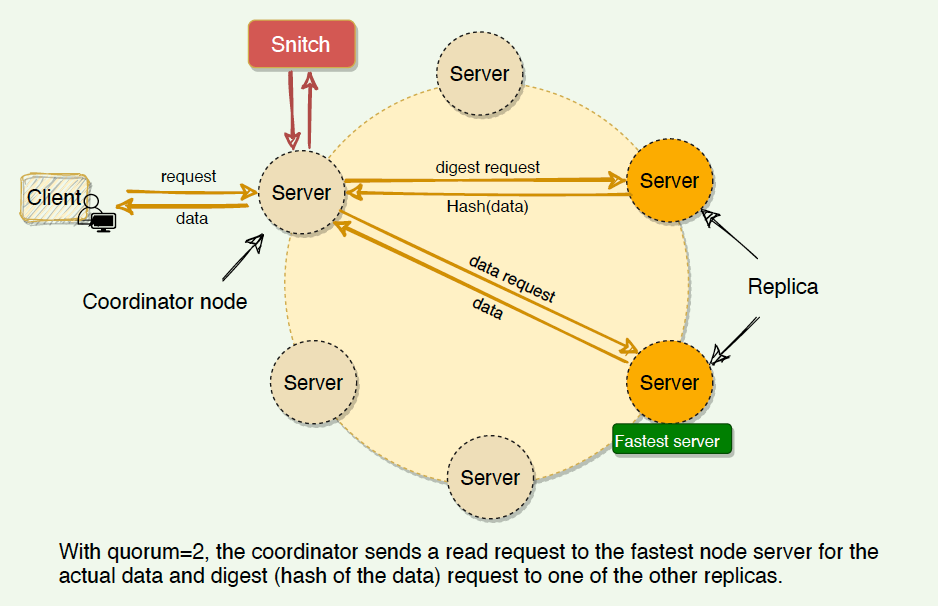 Snitch
Server
Server
digest request
Hash(data)
Server
request
data
Client
Coordinator node
data request
data
Replica
Server
Server
Fastest server
Server
With quorum=2, the coordinator sends a read request to the fastest node server for the
actual data and digest (hash of the data) request to one of the other replicas.